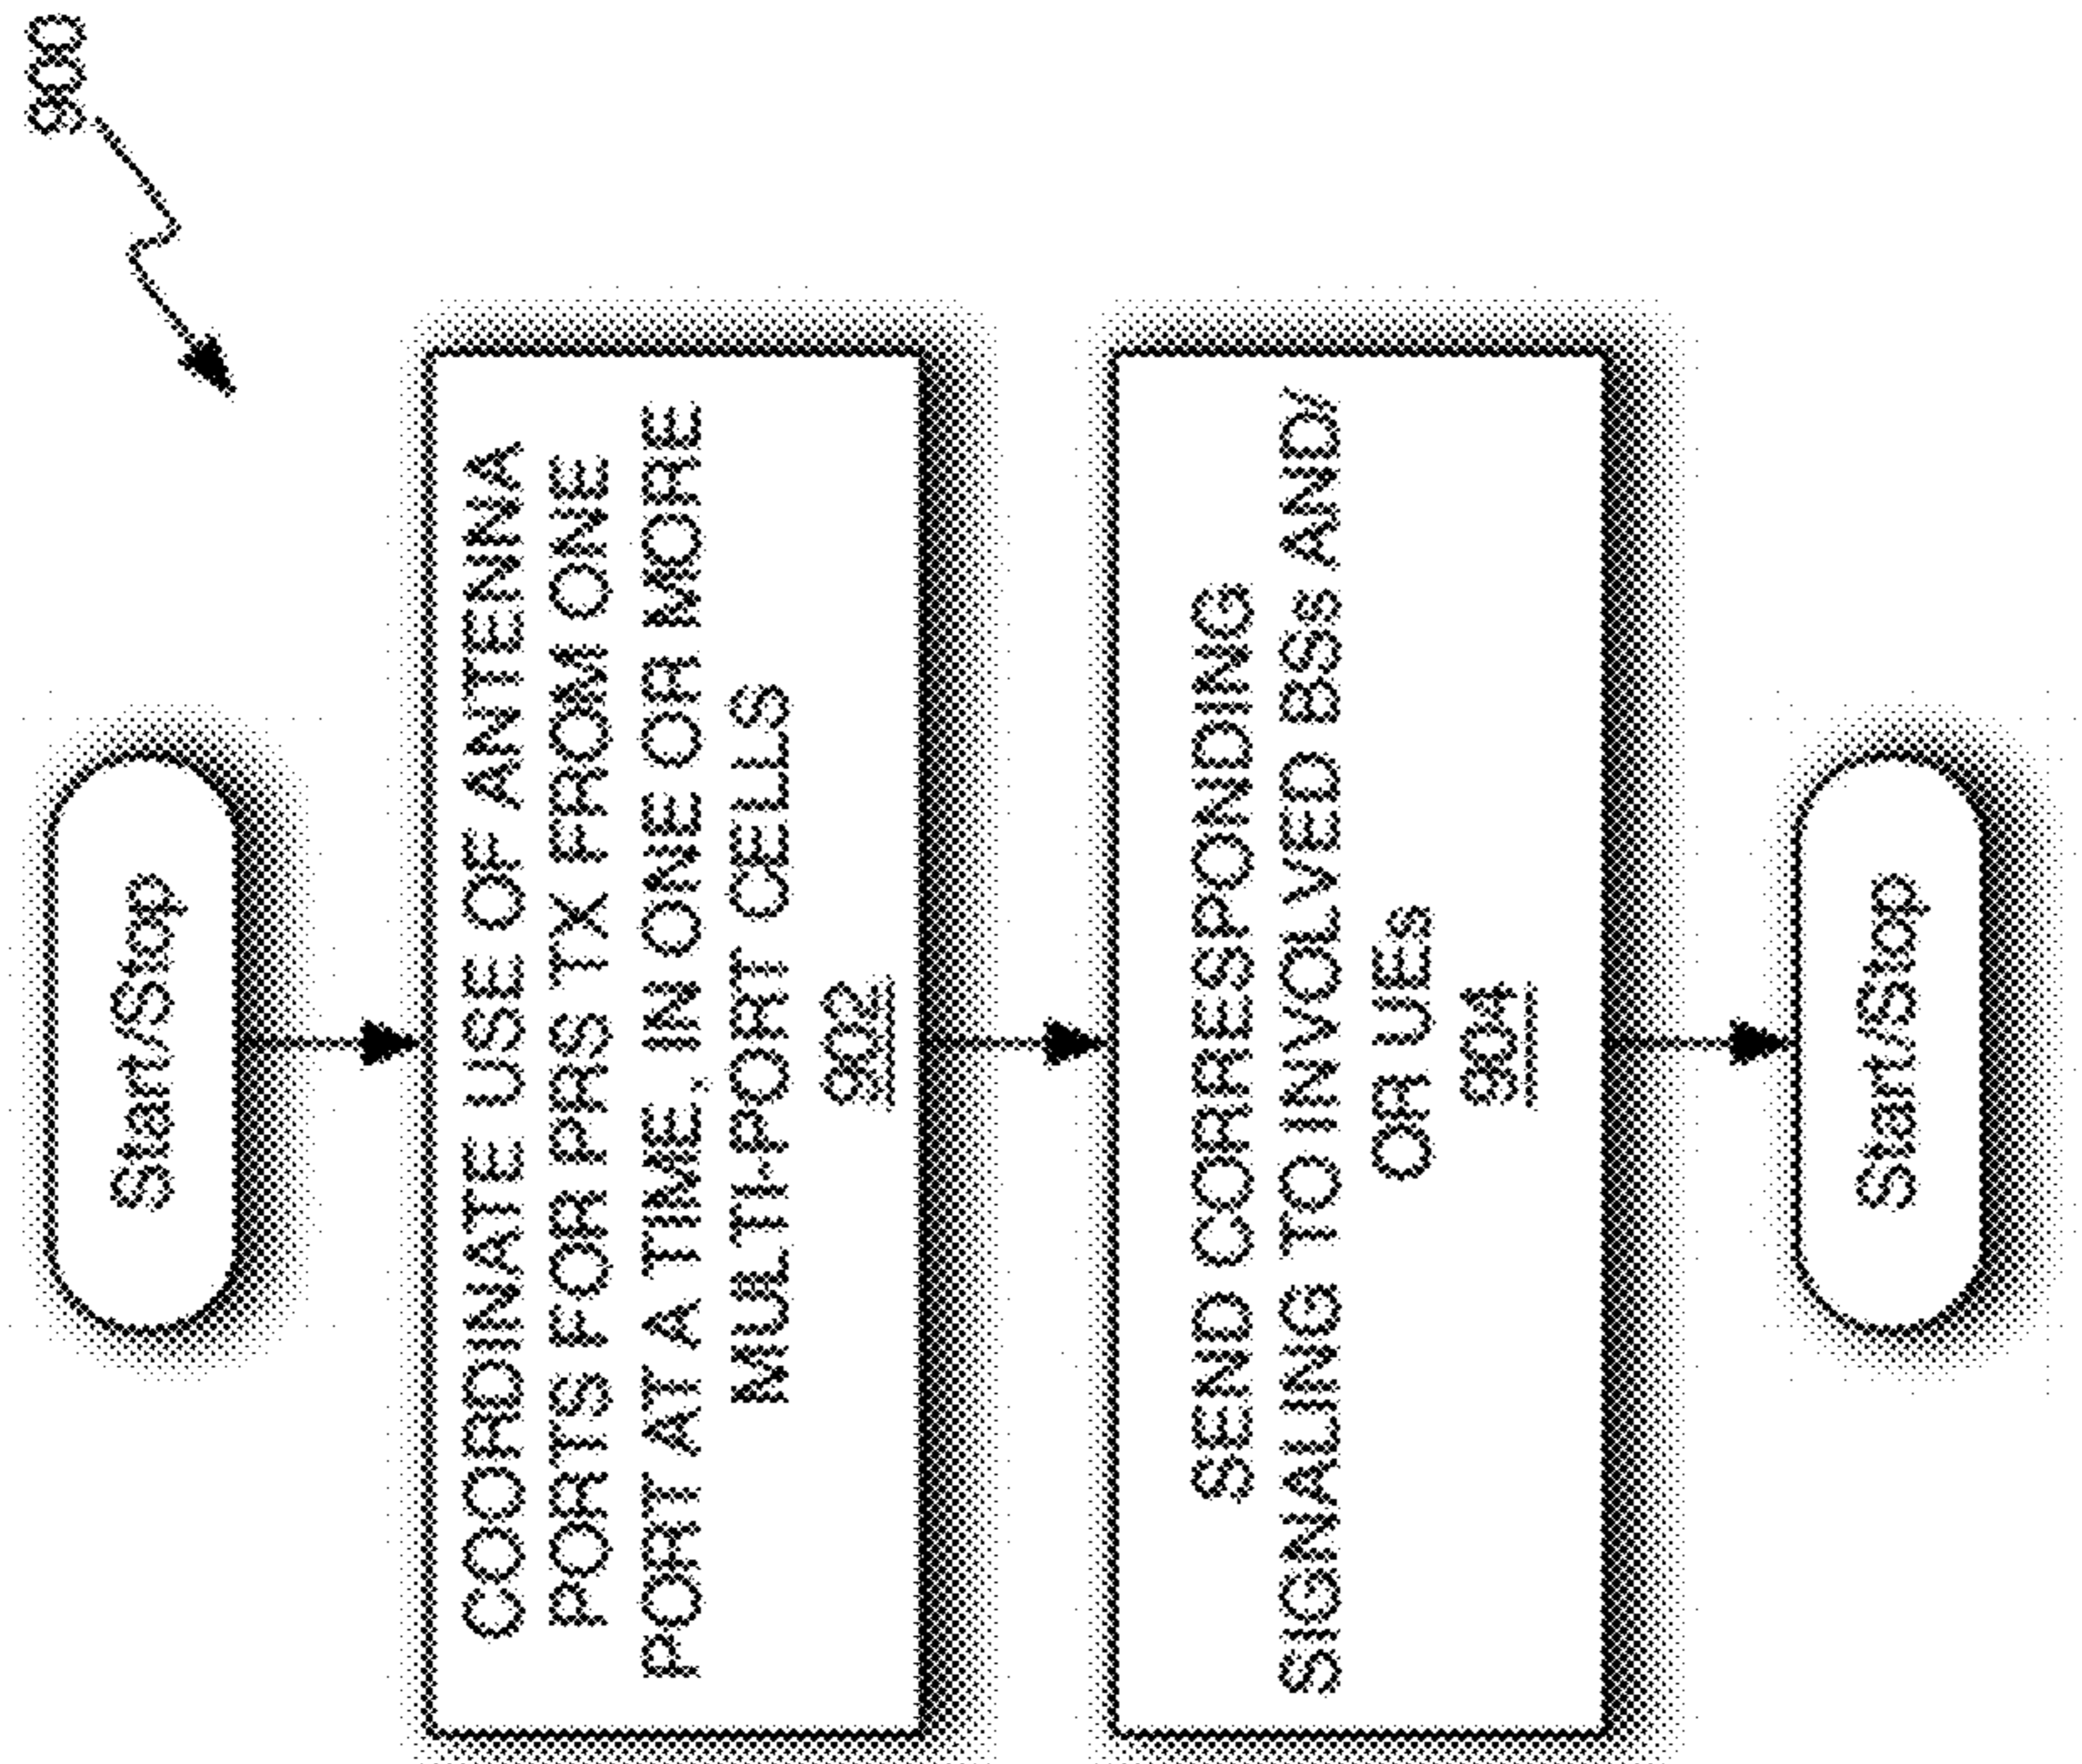 900
Start/Stop
COORDINATE USE OF ANTENNA
PORTS FOR PRS TX FROM ONE
PORT AT A TIME, IN ONE OR MORE
MULTI-PORT CELLS
902
SEND CORRESPONDING
SIGNALING TO INVOLVED BSs AND/
OR UEs
904
Start/Stop